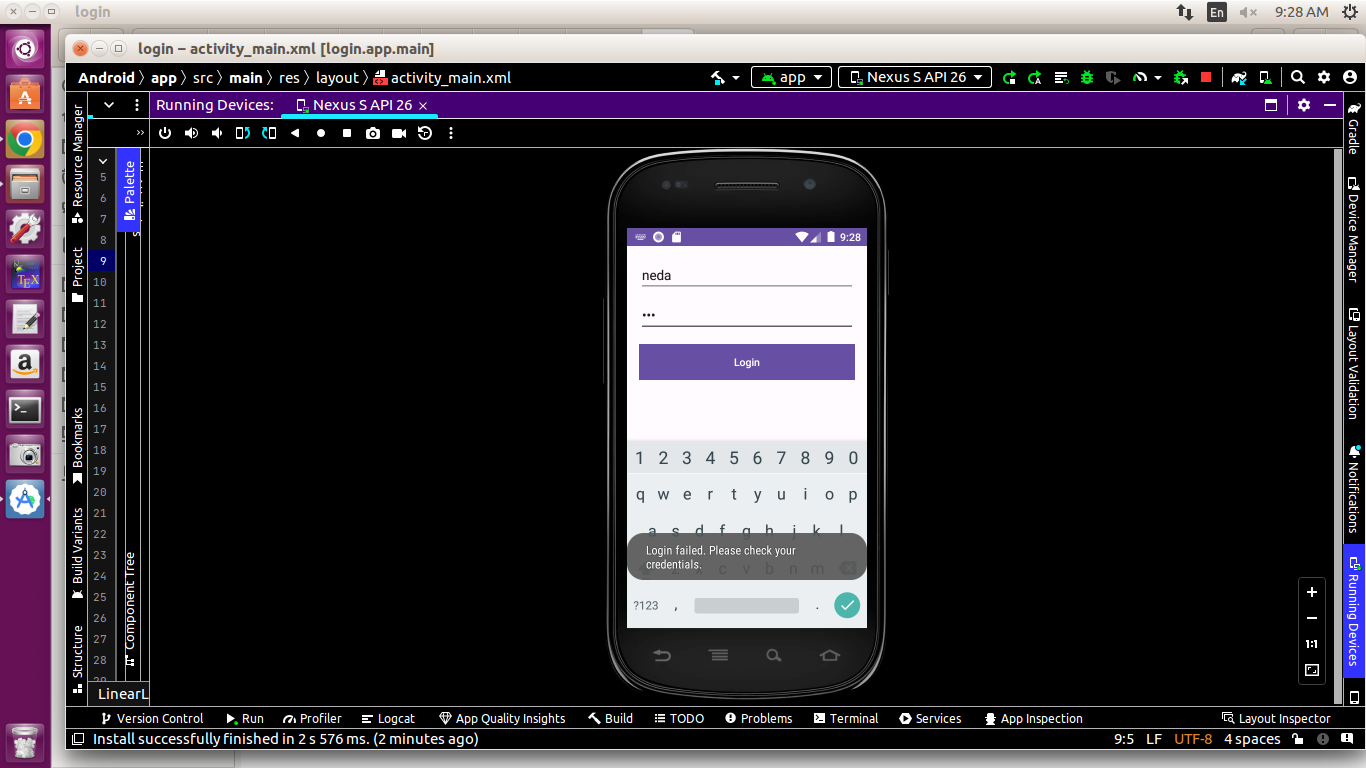 login
En
9:28 AM
login – activity_main.xml [login.app.main]
Android app src main res layout activity_main.xml
app
Nexus S API 26
Running Devices:
Nexus S API 26
Resource Manager
Project
Bookmarks
Build Variants
Structure
Palette
Component Tree
5
6
7
8
9
10
11
12
13
14
15
16
17
18
19
20
21
22
23
24
25
26
27
28
LinearL
9:28
neda
•••
Login
1 2 3 4 5 6 7 8 9 0
q w e r t y u i o p
a s d f g h j k l
Login failed. Please check your
credentials.
c v b n m
?123 , .
1:1
Gradle
Device Manager
Layout Validation
Notifications
Running Devices
Version Control
Run
Profiler
Logcat
App Quality Insights
Build
TODO
Problems
Terminal
Services
App Inspection
Layout Inspector
Install successfully finished in 2 s 576 ms. (2 minutes ago)
9:5 LF UTF-8 4 spaces